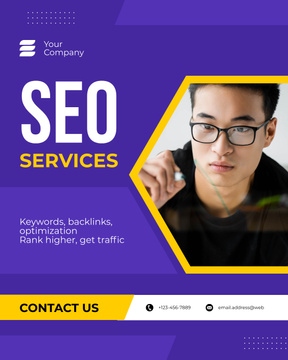 Your
Company
SEO
SERVICES
Keywords, backlinks,
optimization
Rank higher, get traffic
CONTACT US
+123-456-7889
email.address@web